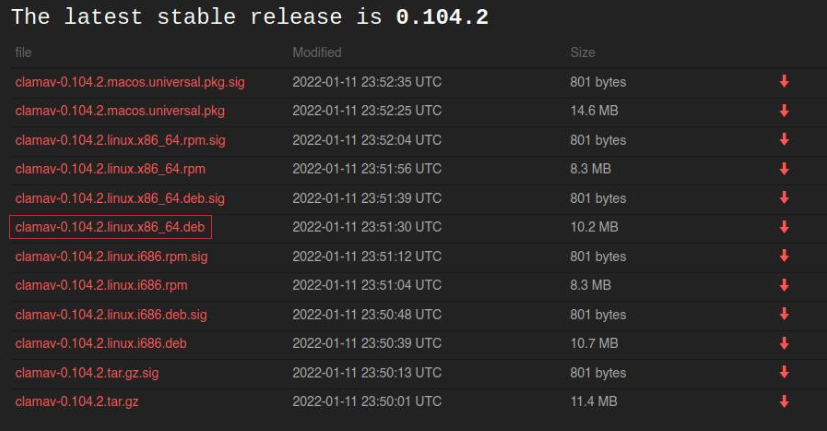 The latest stable release is 0.104.2
file Modified Size
clamav-0.104.2.macos.universal.pkg.sig 2022-01-11 23:52:35 UTC 801 bytes
clamav-0.104.2.macos.universal.pkg 2022-01-11 23:52:25 UTC 14.6 MB
clamav-0.104.2.linux.x86_64.rpm.sig 2022-01-11 23:52:04 UTC 801 bytes
clamav-0.104.2.linux.x86_64.rpm 2022-01-11 23:51:56 UTC 8.3 MB
clamav-0.104.2.linux.x86_64.deb.sig 2022-01-11 23:51:39 UTC 801 bytes
clamav-0.104.2.linux.x86_64.deb 2022-01-11 23:51:30 UTC 10.2 MB
clamav-0.104.2.linux.i686.rpm.sig 2022-01-11 23:51:12 UTC 801 bytes
clamav-0.104.2.linux.i686.rpm 2022-01-11 23:51:04 UTC 8.3 MB
clamav-0.104.2.linux.i686.deb.sig 2022-01-11 23:50:48 UTC 801 bytes
clamav-0.104.2.linux.i686.deb 2022-01-11 23:50:39 UTC 10.7 MB
clamav-0.104.2.tar.gz.sig 2022-01-11 23:50:13 UTC 801 bytes
clamav-0.104.2.tar.gz 2022-01-11 23:50:01 UTC 11.4 MB